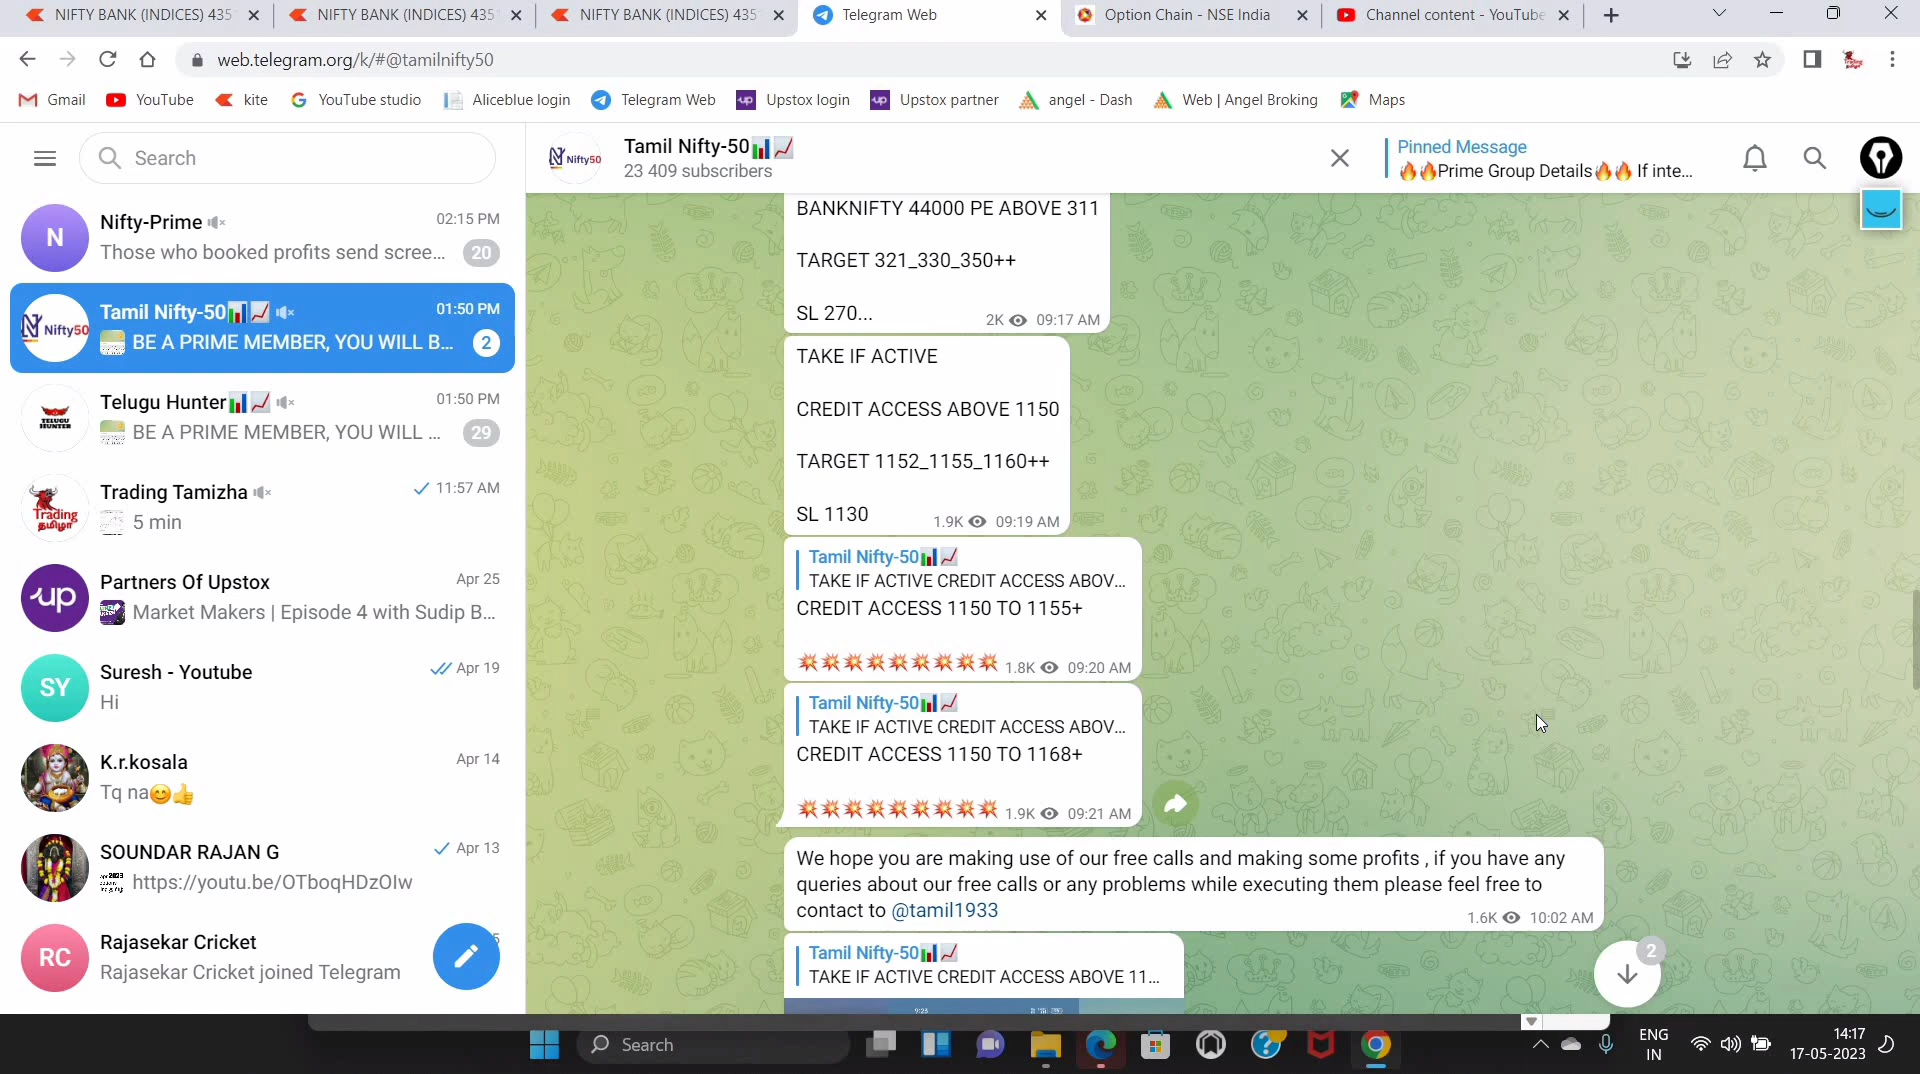 NIFTY BANK (INDICES) 435
NIFTY BANK (INDICES) 435
NIFTY BANK (INDICES) 435
Telegram Web
Option Chain - NSE India
Channel content - YouTube
web.telegram.org/k/#@tamilnifty50
Gmail
YouTube
kite
YouTube studio
Aliceblue login
Telegram Web
Upstox login
Upstox partner
angel - Dash
Web | Angel Broking
Maps
Search
Nifty50
Tamil Nifty-50📊📈
23 409 subscribers
Pinned Message
🔥🔥Prime Group Details🔥🔥 If inte...
N
Nifty-Prime
02:15 PM
Those who booked profits send scree...
20
Nifty50
Tamil Nifty-50📊📈
01:50 PM
BE A PRIME MEMBER, YOU WILL B...
2
TELUGU
HUNTER
Telugu Hunter📊📈
01:50 PM
BE A PRIME MEMBER, YOU WILL ...
29
Trading
தமிழா
Trading Tamizha
11:57 AM
5 min
up
Partners Of Upstox
Apr 25
Market Makers | Episode 4 with Sudip B...
SY
Suresh - Youtube
Apr 19
Hi
K.r.kosala
Apr 14
Tq na😊👍
SOUNDAR RAJAN G
Apr 13
https://youtu.be/OTboqHDzOIw
RC
Rajasekar Cricket
5
Rajasekar Cricket joined Telegram
BANKNIFTY 44000 PE ABOVE 311
TARGET 321_330_350++
SL 270...
2K 09:17 AM
TAKE IF ACTIVE
CREDIT ACCESS ABOVE 1150
TARGET 1152_1155_1160++
SL 1130
1.9K 09:19 AM
Tamil Nifty-50📊📈
TAKE IF ACTIVE CREDIT ACCESS ABOV...
CREDIT ACCESS 1150 TO 1155+
💥💥💥💥💥💥💥💥💥 1.8K 09:20 AM
Tamil Nifty-50📊📈
TAKE IF ACTIVE CREDIT ACCESS ABOV...
CREDIT ACCESS 1150 TO 1168+
💥💥💥💥💥💥💥💥💥 1.9K 09:21 AM
We hope you are making use of our free calls and making some profits , if you have any
queries about our free calls or any problems while executing them please feel free to
contact to @tamil1933
1.6K 10:02 AM
Tamil Nifty-50📊📈
TAKE IF ACTIVE CREDIT ACCESS ABOVE 11...
9:23
2
Search
ENG
IN
14:17
17-05-2023